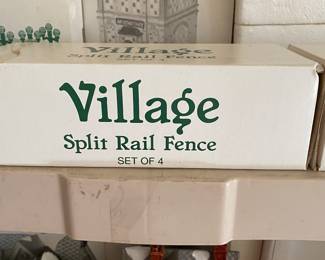 Village
Split Rail Fence
SET OF 4